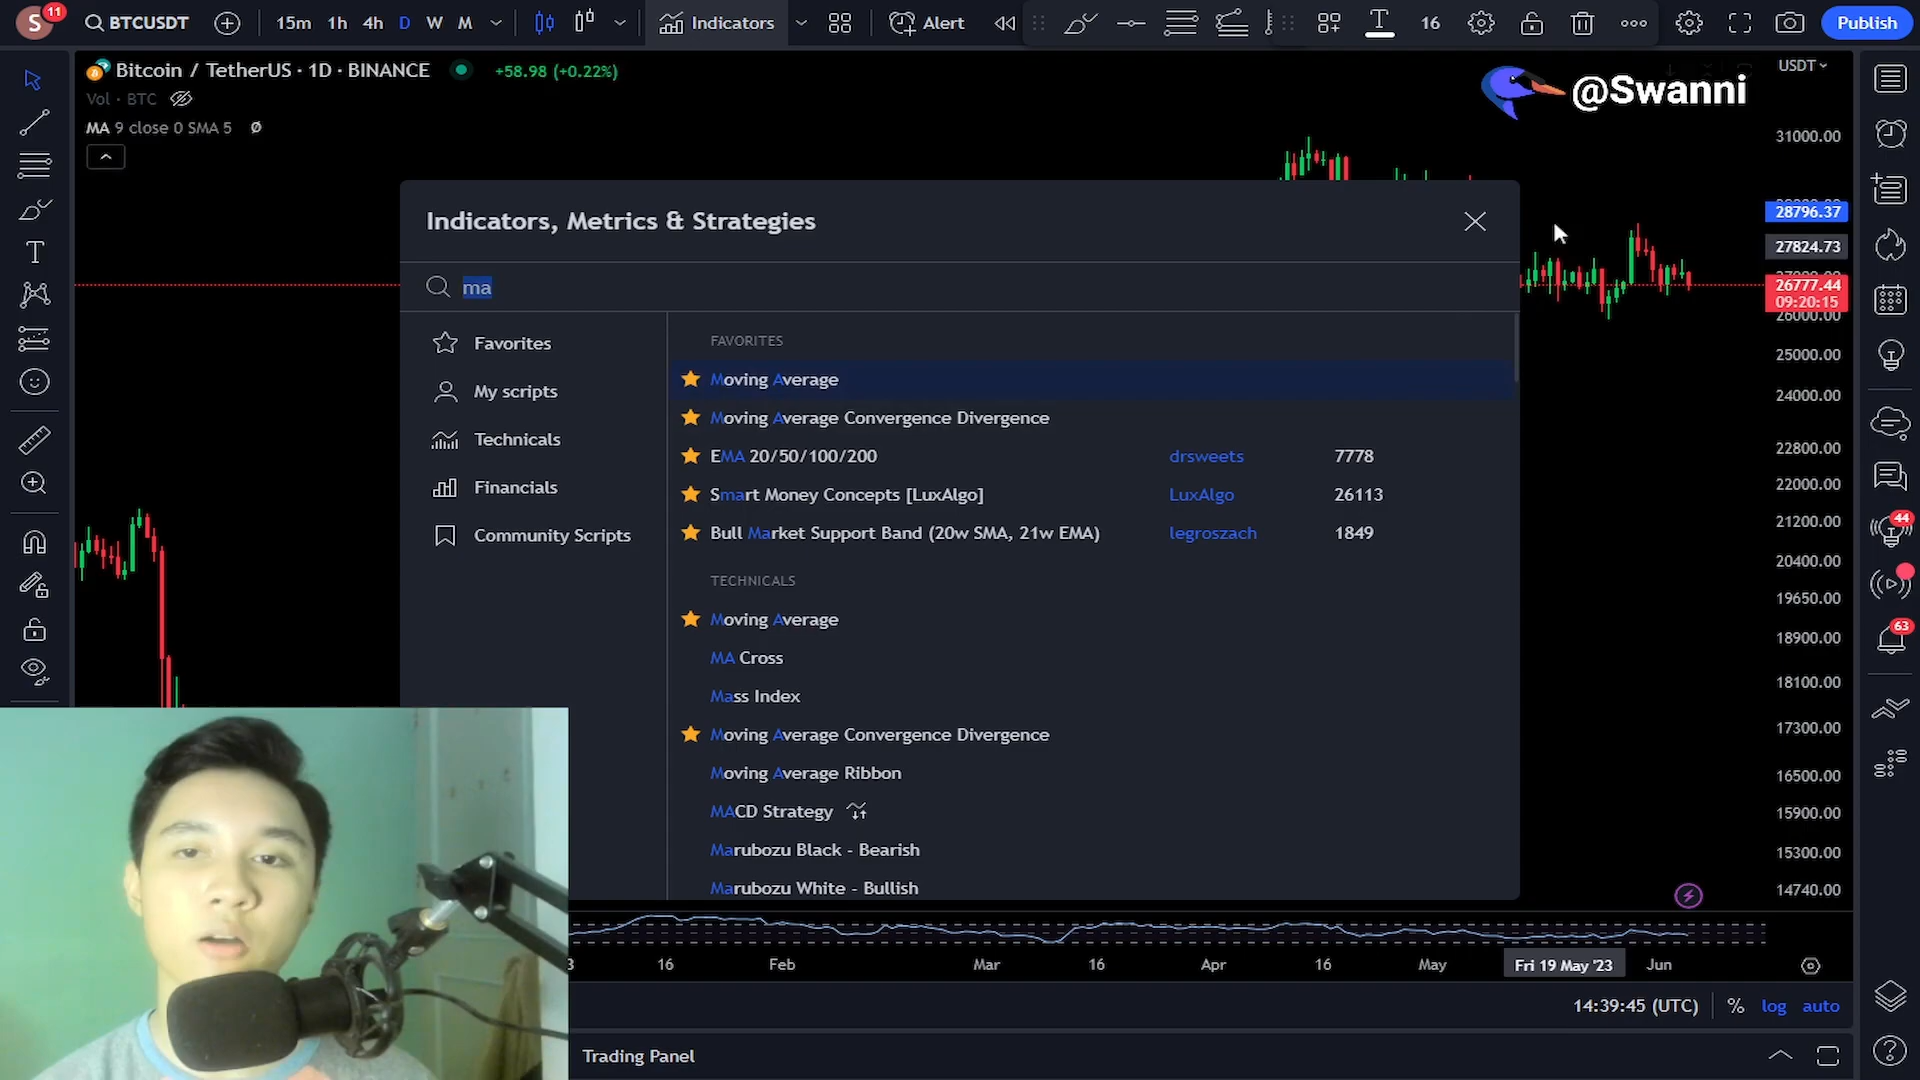 S 11 BTCUSDT 15m 1h 4h D W M Indicators Alert 16 Publish
Bitcoin / TetherUS · 1D · BINANCE +58.98 (+0.22%)
Vol · BTC
MA 9 close 0 SMA 5 Ø
@Swanni
USDT
31000.00
28796.37
27824.73
26777.44
09:20:15
26000.00
25000.00
24000.00
22800.00
22000.00
21200.00
20400.00
19650.00
18900.00
18100.00
17300.00
16500.00
15900.00
15300.00
14740.00
Indicators, Metrics & Strategies
ma
Favorites
My scripts
Technicals
Financials
Community Scripts
FAVORITES
Moving Average
Moving Average Convergence Divergence
EMA 20/50/100/200 drsweets 7778
Smart Money Concepts [LuxAlgo] LuxAlgo 26113
Bull Market Support Band (20w SMA, 21w EMA) legroszach 1849
TECHNICALS
Moving Average
MA Cross
Mass Index
Moving Average Convergence Divergence
Moving Average Ribbon
MACD Strategy
Marubozu Black - Bearish
Marubozu White - Bullish
44
63
3 16 Feb Mar 16 Apr 16 May Fri 19 May '23 Jun
14:39:45 (UTC) % log auto
Trading Panel